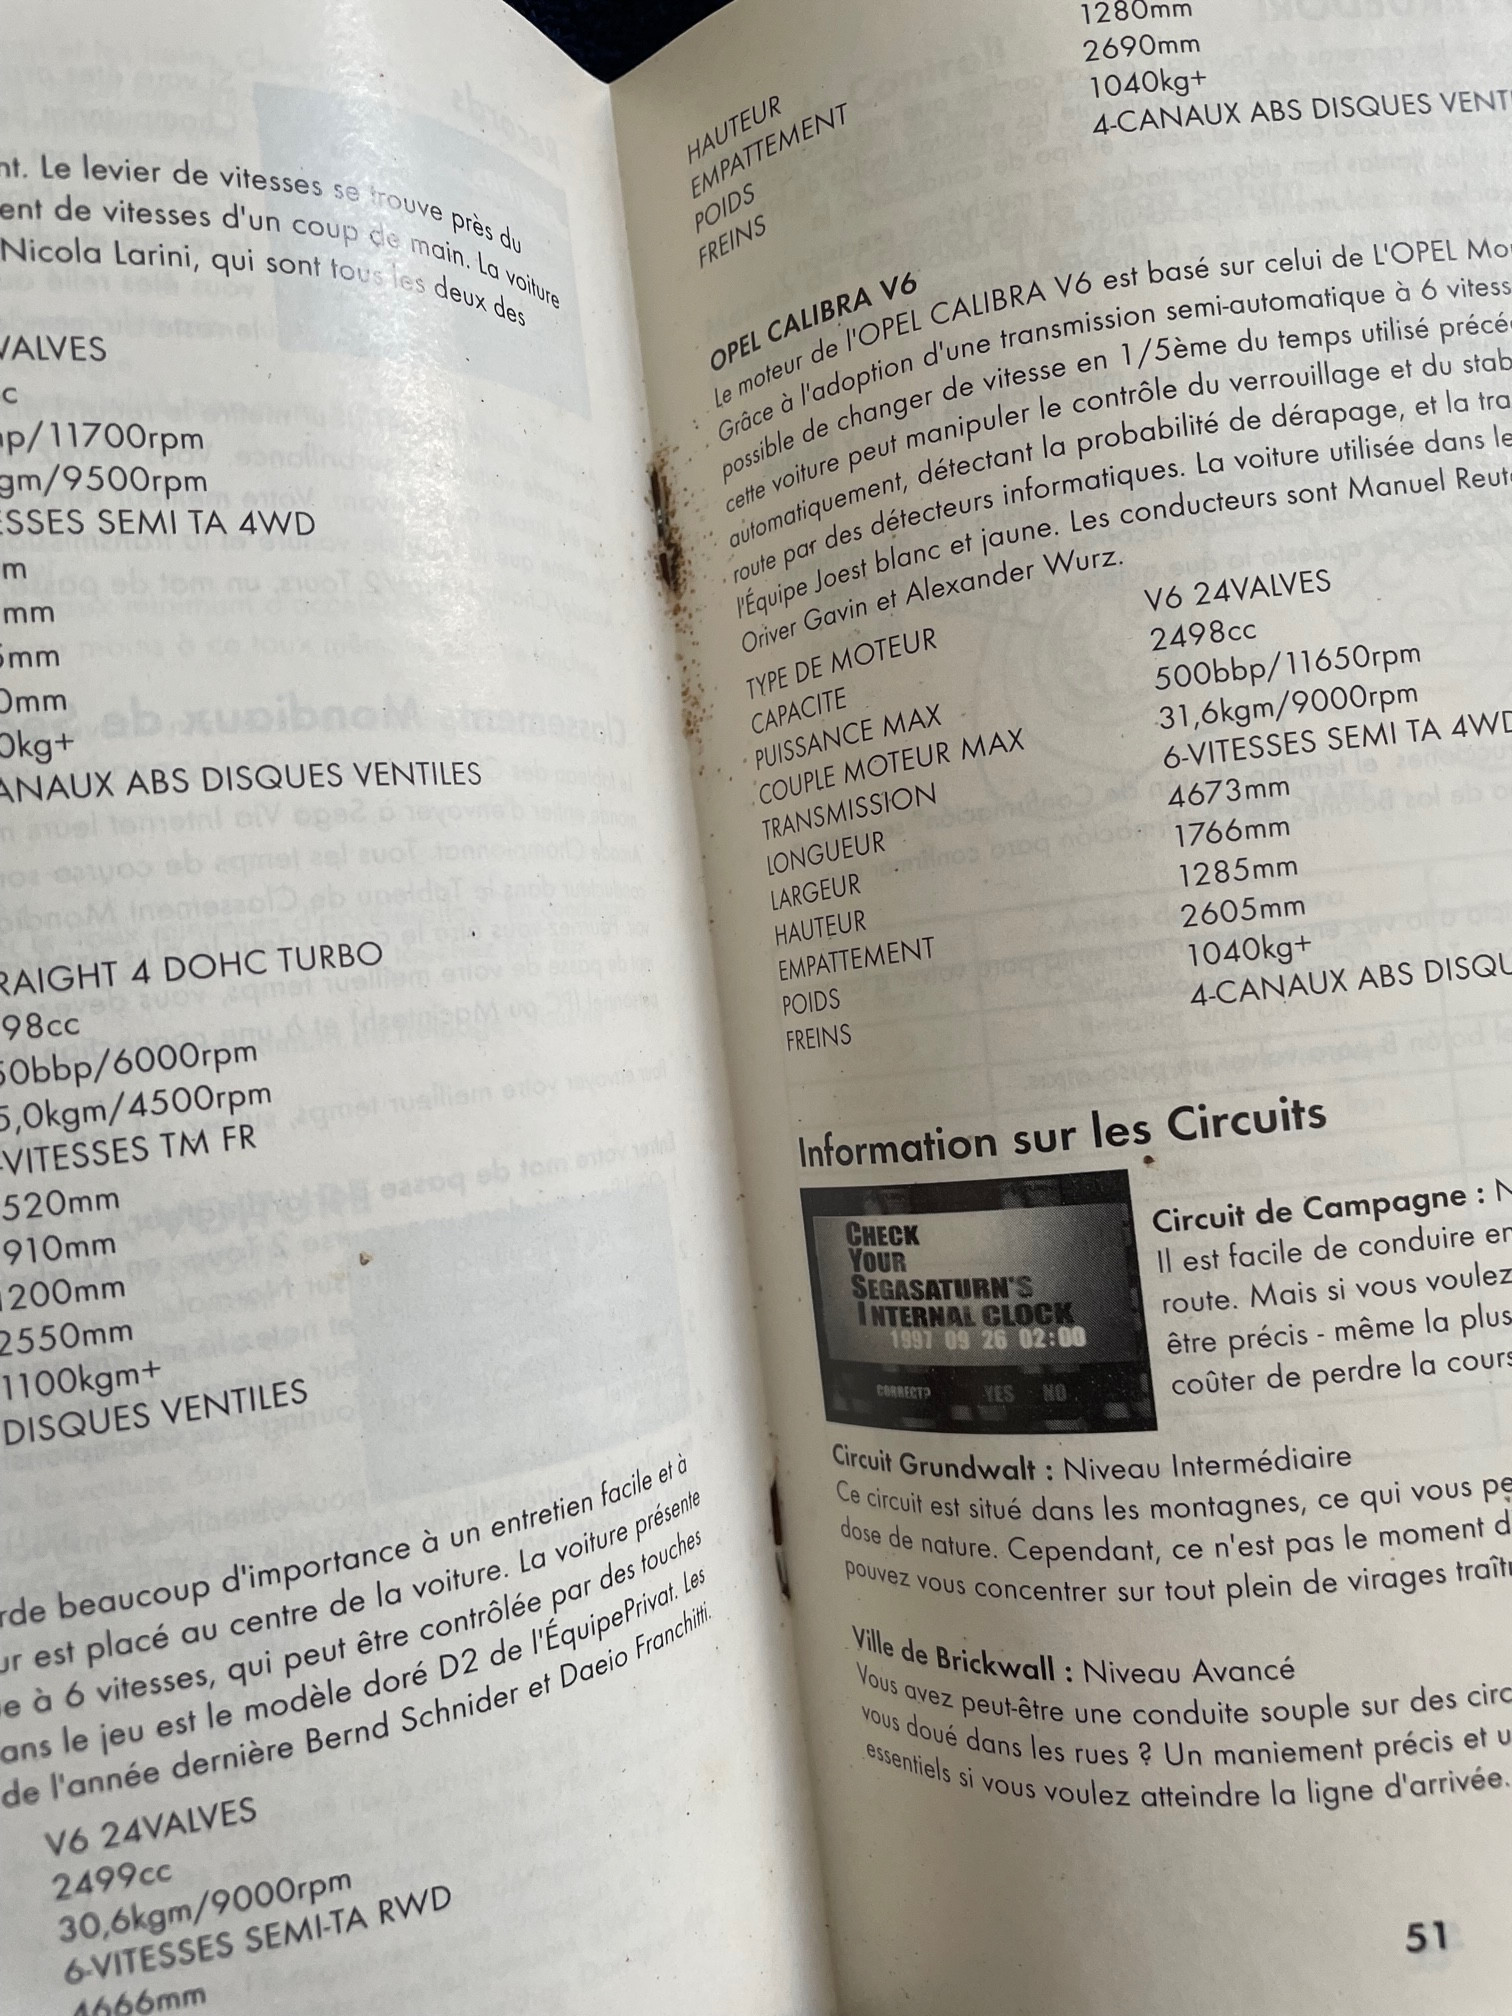 nt. Le levier de vitesses se trouve près du
ent de vitesses d'un coup de main. La voiture
Nicola Larini, qui sont tous les deux des
VALVES
c
hp/11700rpm
gm/9500rpm
ESSES SEMI TA 4WD
m
mm
5mm
0mm
0kg+
ANAUX ABS DISQUES VENTILES
RAIGHT 4 DOHC TURBO
98cc
50bbp/6000rpm
5,0kgm/4500rpm
-VITESSES TM FR
520mm
910mm
1200mm
2550mm
1100kgm+
DISQUES VENTILES
rde beaucoup d'importance à un entretien facile et à
ur est placé au centre de la voiture. La voiture présente
e à 6 vitesses, qui peut être contrôlée par des touches
ans le jeu est le modèle doré D2 de l'ÉquipePrivat. Les
de l'année dernière Bernd Schnider et Daeio Franchitti.
V6 24VALVES
2499cc
30,6kgm/9000rpm
6-VITESSES SEMI-TA RWD
4666mm
HAUTEUR 1280mm
EMPATTEMENT 2690mm
POIDS 1040kg+
FREINS 4-CANAUX ABS DISQUES VENT
OPEL CALIBRA V6
Le moteur de l'OPEL CALIBRA V6 est basé sur celui de L'OPEL Mo
Grâce à l'adoption d'une transmission semi-automatique à 6 vitess
possible de changer de vitesse en 1/5ème du temps utilisé précé
cette voiture peut manipuler le contrôle du verrouillage et du stab
automatiquement, détectant la probabilité de dérapage, et la tra
route par des détecteurs informatiques. La voiture utilisée dans le
l'Équipe Joest blanc et jaune. Les conducteurs sont Manuel Reut
Oriver Gavin et Alexander Wurz.
TYPE DE MOTEUR V6 24VALVES
CAPACITE 2498cc
PUISSANCE MAX 500bbp/11650rpm
COUPLE MOTEUR MAX 31,6kgm/9000rpm
TRANSMISSION 6-VITESSES SEMI TA 4WD
LONGUEUR 4673mm
LARGEUR 1766mm
HAUTEUR 1285mm
EMPATTEMENT 2605mm
POIDS 1040kg+
FREINS 4-CANAUX ABS DISQU
Information sur les Circuits
CHECK
YOUR
SEGASATURN'S
INTERNAL CLOCK
1997 09 26 02:00
CORRECT? YES NO
Circuit de Campagne : N
Il est facile de conduire en
route. Mais si vous voulez
être précis - même la plus
coûter de perdre la cours
Circuit Grundwalt : Niveau Intermédiaire
Ce circuit est situé dans les montagnes, ce qui vous pe
dose de nature. Cependant, ce n'est pas le moment d
pouvez vous concentrer sur tout plein de virages traîtr
Ville de Brickwall : Niveau Avancé
Vous avez peut-être une conduite souple sur des circ
vous doué dans les rues ? Un maniement précis et u
essentiels si vous voulez atteindre la ligne d'arrivée.
51